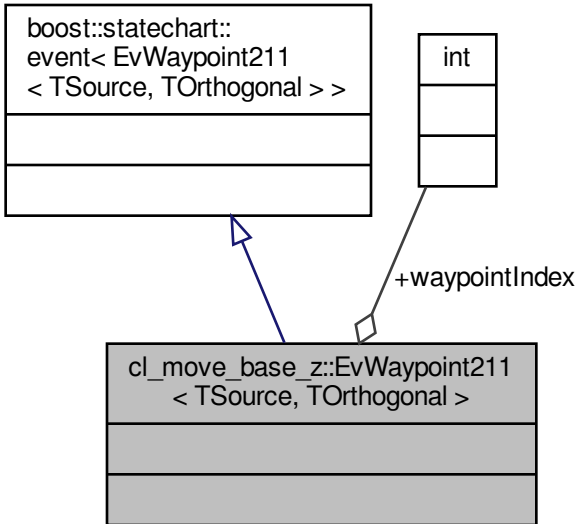 boost::statechart::
event< EvWaypoint211
< TSource, TOrthogonal > >
int
+waypointIndex
cl_move_base_z::EvWaypoint211
< TSource, TOrthogonal >